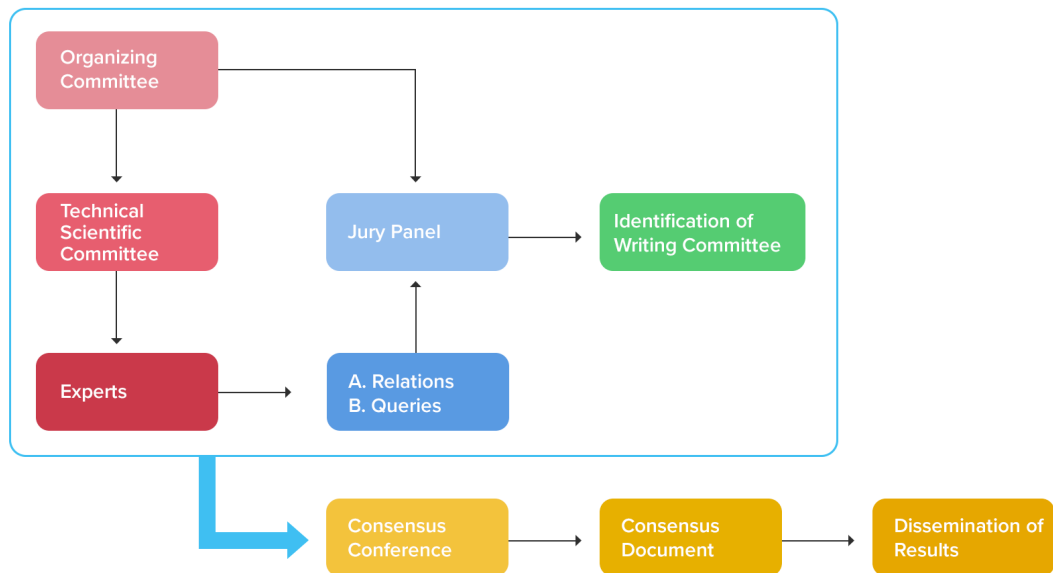 Organizing
Committee
Technical
Scientific
Committee
Jury Panel
Identification of
Writing Committee
Experts
A. Relations
B. Queries
Consensus
Conference
Consensus
Document
Dissemination of
Results